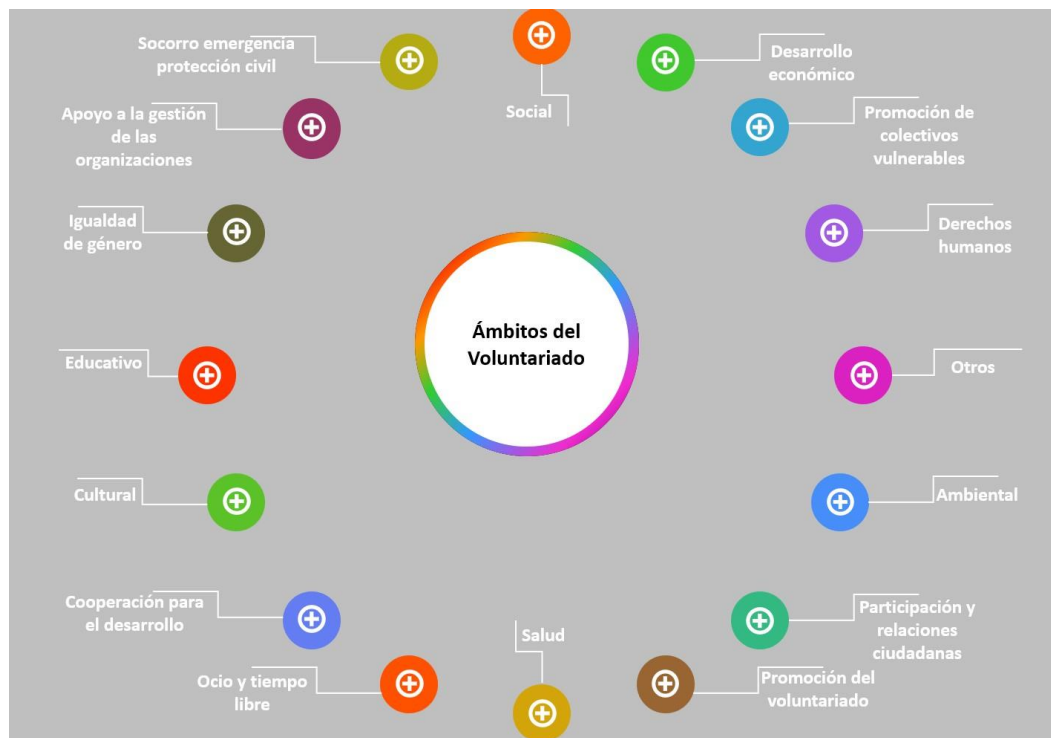 Socorro emergencia
protección civil
Social
Desarrollo
económico
Apoyo a la gestión
de las
organizaciones
Promoción de
colectivos
vulnerables
Igualdad
de género
Derechos
humanos
Ámbitos del
Voluntariado
Educativo
Otros
Cultural
Ambiental
Cooperación para
el desarrollo
Participación y
relaciones
ciudadanas
Salud
Ocio y tiempo
libre
Promoción del
voluntariado